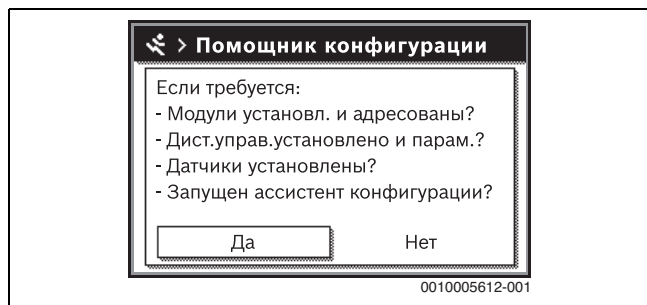 > Помощник конфигурации
Если требуется:
- Модули установл. и адресованы?
- Дист.управ.установлено и парам.?
- Датчики установлены?
- Запущен ассистент конфигурации?
Да Нет
0010005612-001